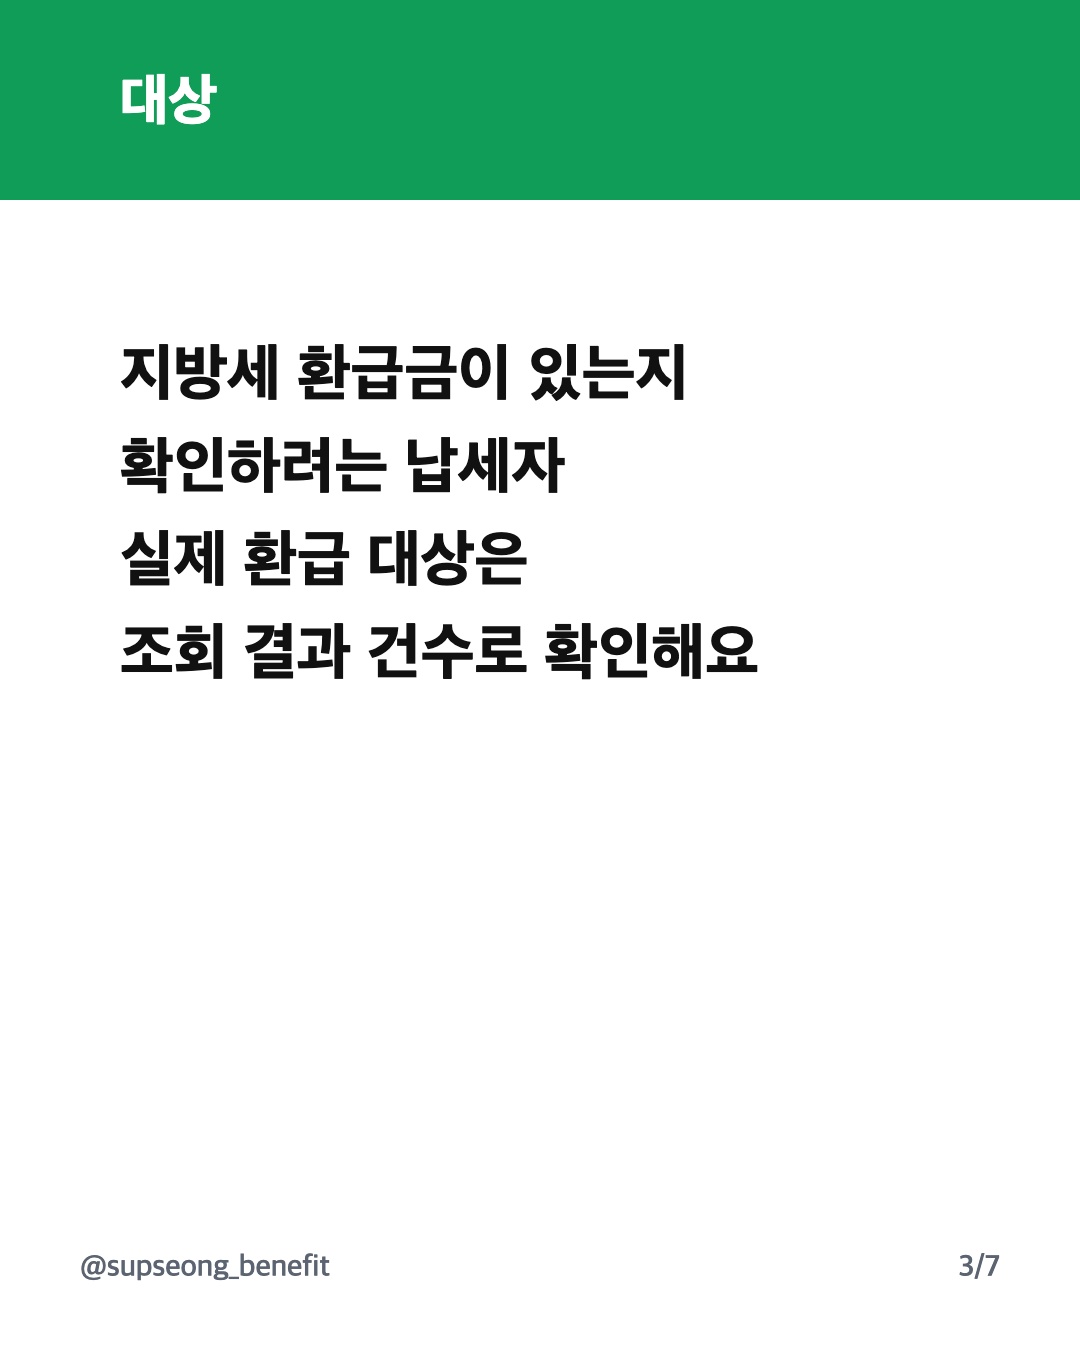 대상
지방세 환급금이 있는지
확인하려는 납세자
실제 환급 대상은
조회 결과 건수로 확인해요
@supseong_benefit
3/7